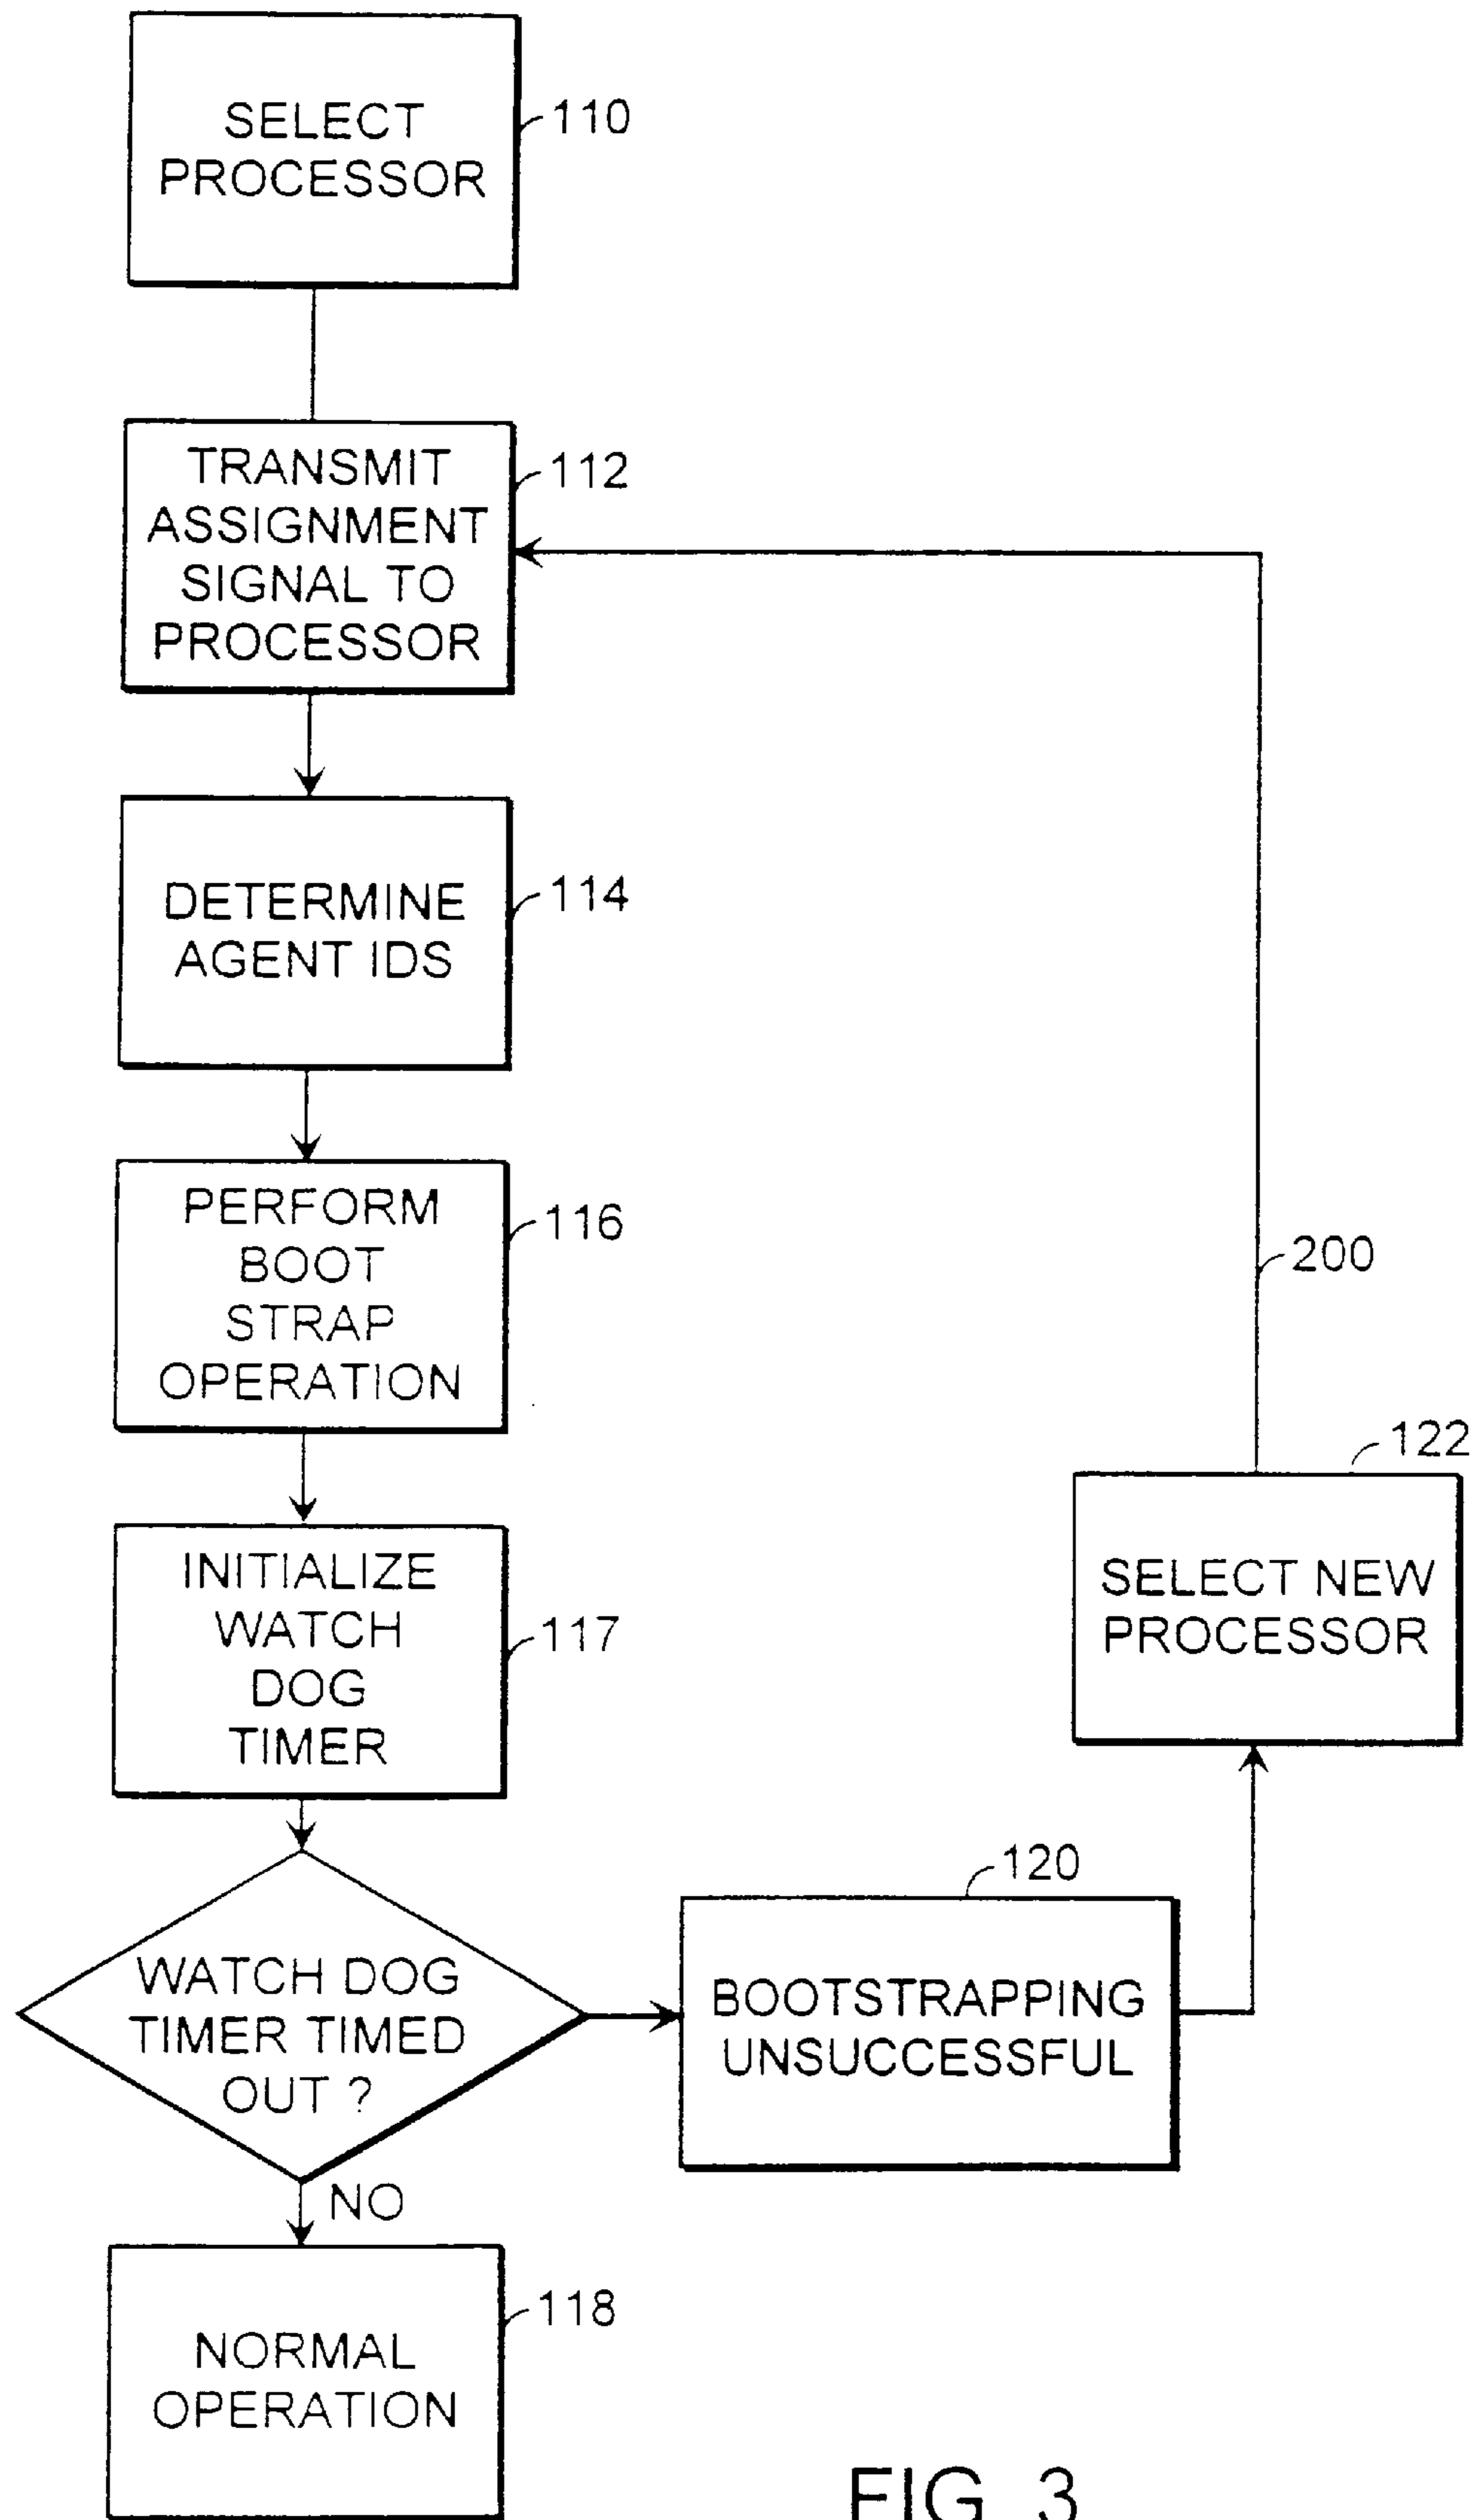 SELECT
PROCESSOR
110
TRANSMIT
ASSIGNMENT
SIGNAL TO
PROCESSOR
112
DETERMINE
AGENT IDS
114
PERFORM
BOOT
STRAP
OPERATION
116
200
122
SELECT NEW
PROCESSOR
INITIALIZE
WATCH
DOG
TIMER
117
WATCH DOG
TIMER TIMED
OUT ?
120
BOOTSTRAPPING
UNSUCCESSFUL
NO
NORMAL
OPERATION
118
FIG. 3